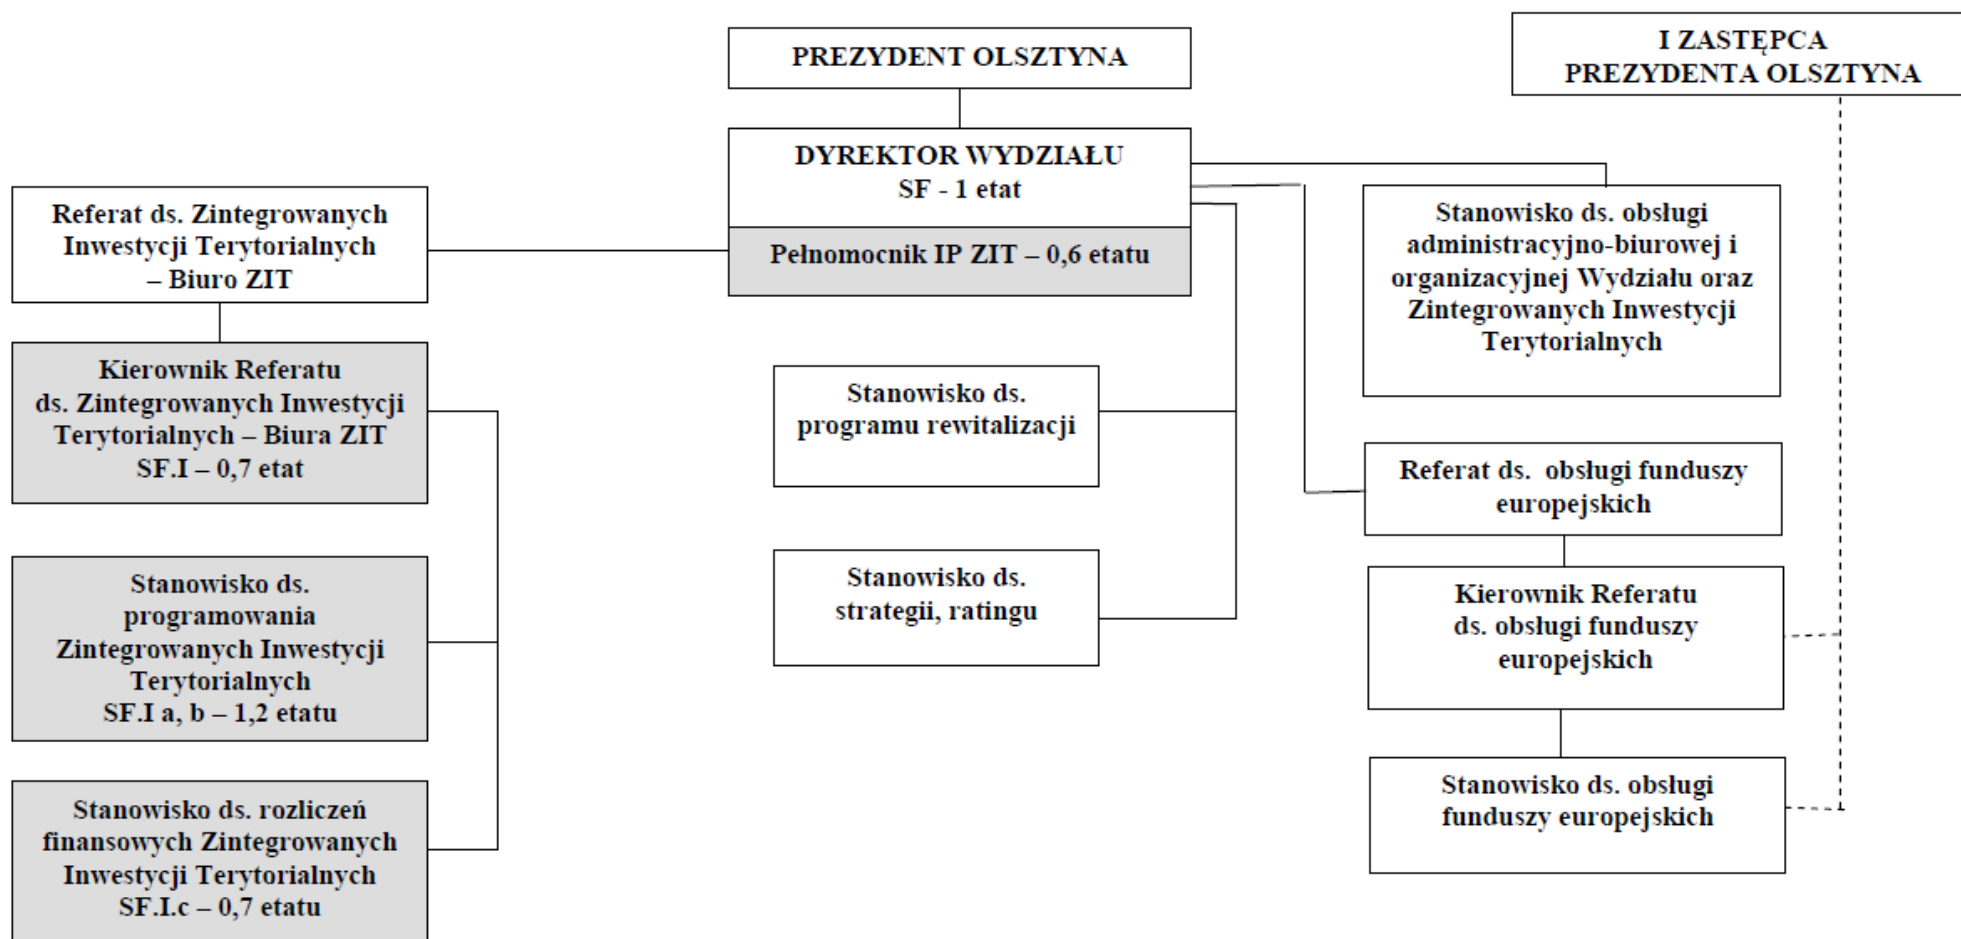 PREZYDENT OLSZTYNA
I ZASTĘPCA
PREZYDENTA OLSZTYNA
DYREKTOR WYDZIAŁU
SF - 1 etat
Pełnomocnik IP ZIT – 0,6 etatu
Referat ds. Zintegrowanych
Inwestycji Terytorialnych
– Biuro ZIT
Kierownik Referatu
ds. Zintegrowanych Inwestycji
Terytorialnych – Biura ZIT
SF.I – 0,7 etat
Stanowisko ds.
programowania
Zintegrowanych Inwestycji
Terytorialnych
SF.I a, b – 1,2 etatu
Stanowisko ds. rozliczeń
finansowych Zintegrowanych
Inwestycji Terytorialnych
SF.I.c – 0,7 etatu
Stanowisko ds.
programu rewitalizacji
Stanowisko ds.
strategii, ratingu
Stanowisko ds. obsługi
administracyjno-biurowej i
organizacyjnej Wydziału oraz
Zintegrowanych Inwestycji
Terytorialnych
Referat ds. obsługi funduszy
europejskich
Kierownik Referatu
ds. obsługi funduszy
europejskich
Stanowisko ds. obsługi
funduszy europejskich